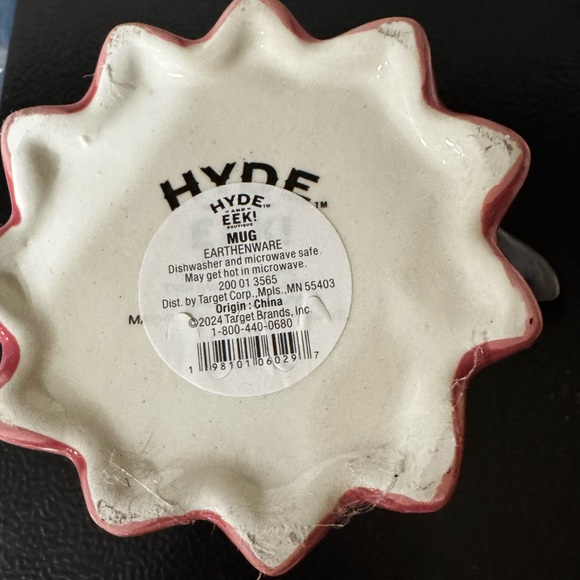 HYDE
™
HYDE™
AND
EEK!
BOUTIQUE
MUG
EARTHENWARE
Dishwasher and microwave safe.
May get hot in microwave.
200 01 3565
Dist. by Target Corp.,Mpls.,MN 55403
Origin : China
©2024 Target Brands, Inc.
1-800-440-0680
1 98101 06029 7